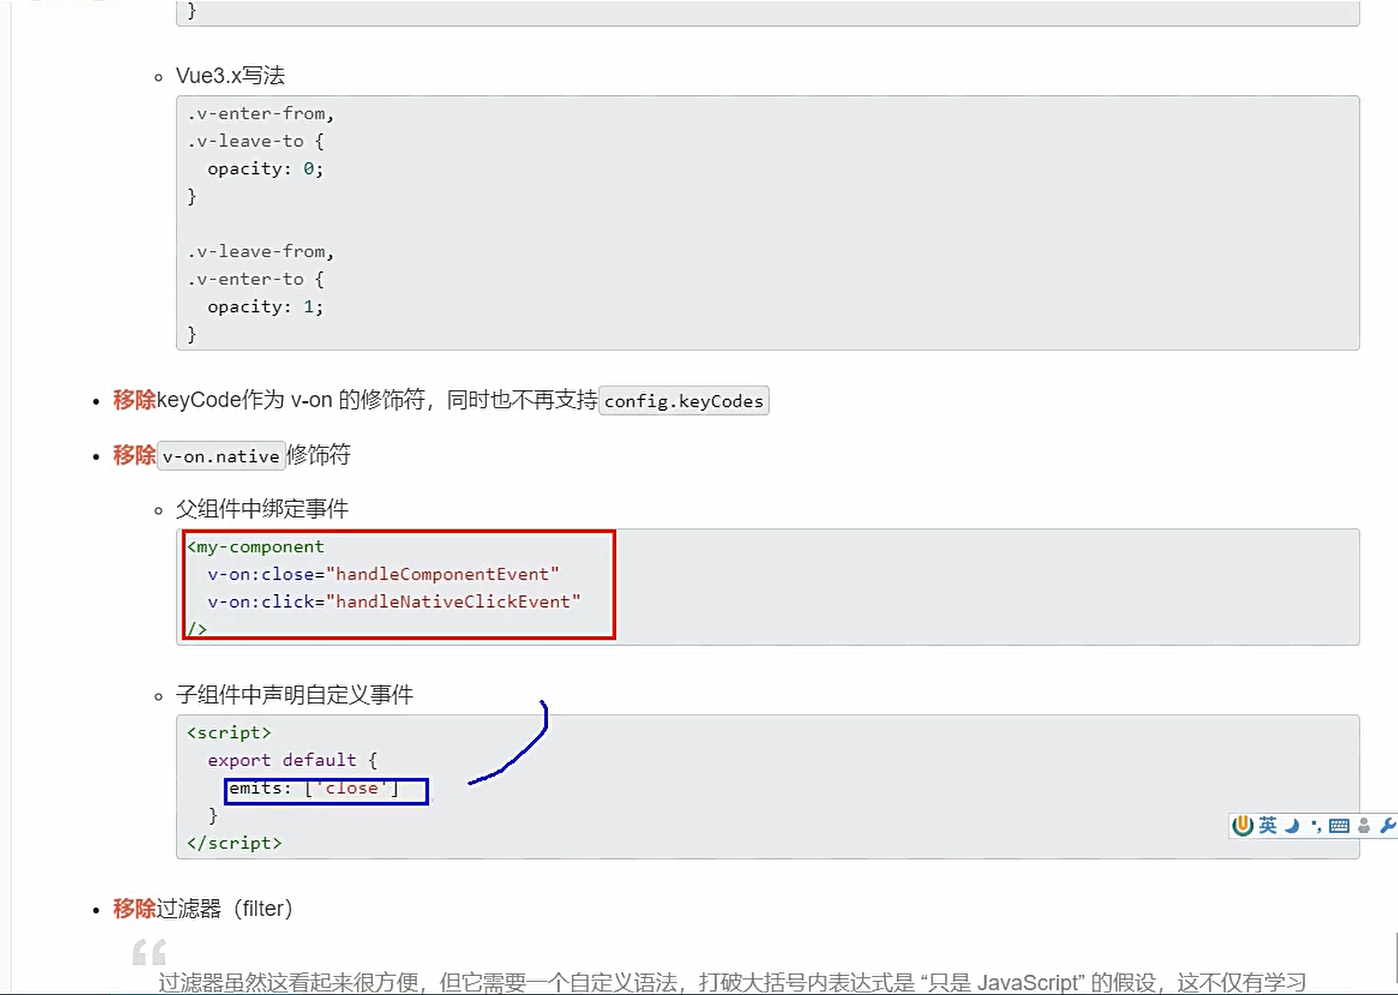 }
Vue3.x写法
.v-enter-from,
.v-leave-to {
  opacity: 0;
}
.v-leave-from,
.v-enter-to {
  opacity: 1;
}
移除keyCode作为 v-on 的修饰符，同时也不再支持config.keyCodes
移除v-on.native修饰符
父组件中绑定事件
<my-component
  v-on:close="handleComponentEvent"
  v-on:click="handleNativeClickEvent"
/>
子组件中声明自定义事件
<script>
  export default {
    emits: ['close']
  }
</script>
英
移除过滤器（filter）
过滤器虽然这看起来很方便，但它需要一个自定义语法，打破大括号内表达式是 “只是 JavaScript” 的假设，这不仅有学习